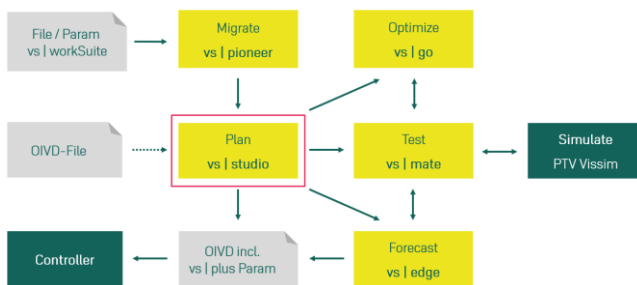 File / Param
vs | workSuite
Migrate
vs | pioneer
Optimize
vs | go
OIVD-File
Plan
vs | studio
Test
vs | mate
Simulate
PTV Vissim
Controller
OIVD incl.
vs | plus Param
Forecast
vs | edge